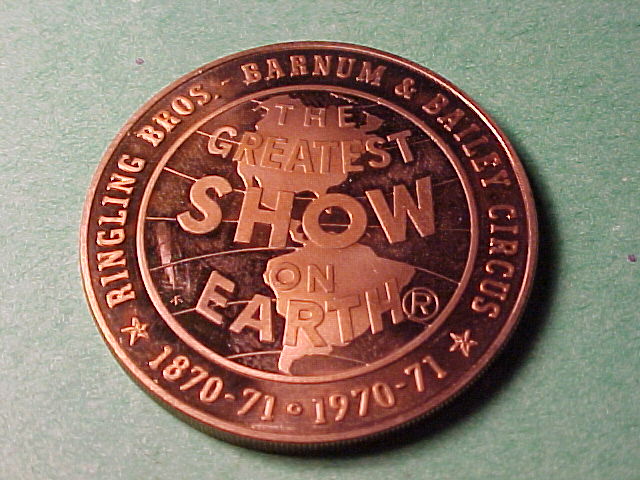 RINGLING BROS. - BARNUM & BAILEY CIRCUS
THE
GREATEST
SHOW
ON
EARTH®
1870-71 • 1970-71